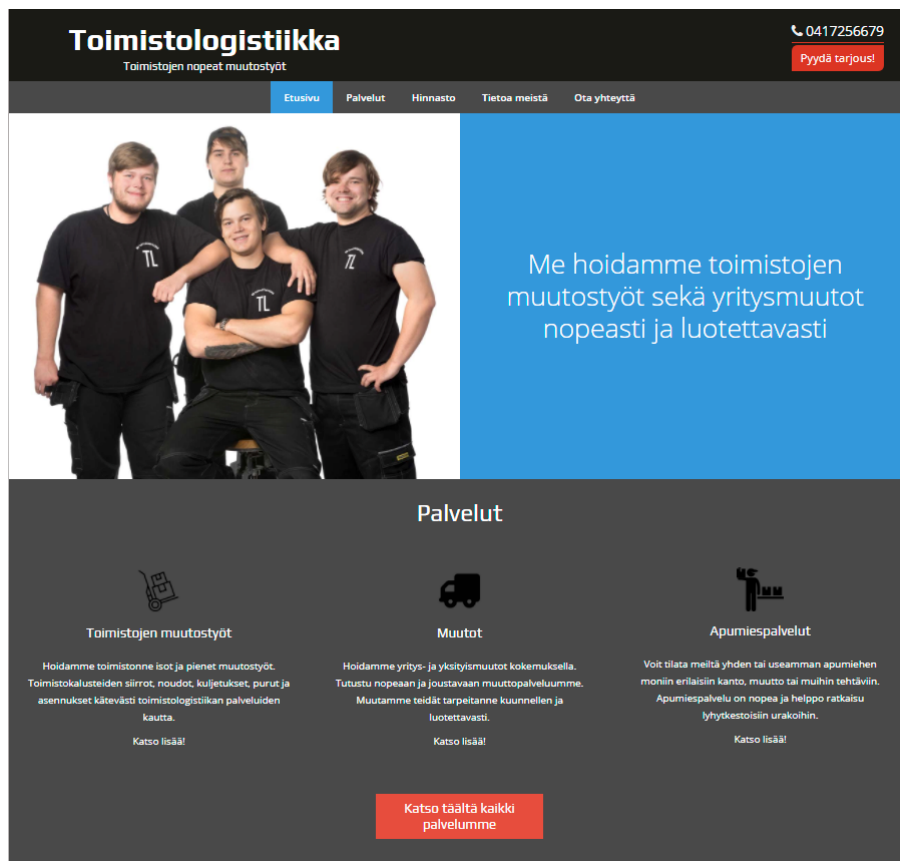 Toimistologistiikka
Toimistojen nopeat muutostyöt
0417256679
Pyydä tarjous!
Etusivu Palvelut Hinnasto Tietoa meistä Ota yhteyttä
TL
TL
TL
Me hoidamme toimistojen
muutostyöt sekä yritysmuutot
nopeasti ja luotettavasti
Palvelut
Toimistojen muutostyöt
Hoidamme toimistonne isot ja pienet muutostyöt.
Toimistokalusteiden siirrot, noudot, kuljetukset, purut ja
asennukset kätevästi toimistologistiikan palveluiden
kautta.
Katso lisää!
Muutot
Hoidamme yritys- ja yksityismuutot kokemuksella.
Tutustu nopeaan ja joustavaan muuttopalveluumme.
Muutamme teidät tarpeitanne kuunnellen ja
luotettavasti.
Katso lisää!
Apumiespalvelut
Voit tilata meiltä yhden tai useamman apumiehen
moniin erilaisiin kanto, muutto tai muihin tehtäviin.
Apumiespalvelu on nopea ja helppo ratkaisu
lyhytkestoisiin urakoihin.
Katso lisää!
Katso täältä kaikki
palvelumme